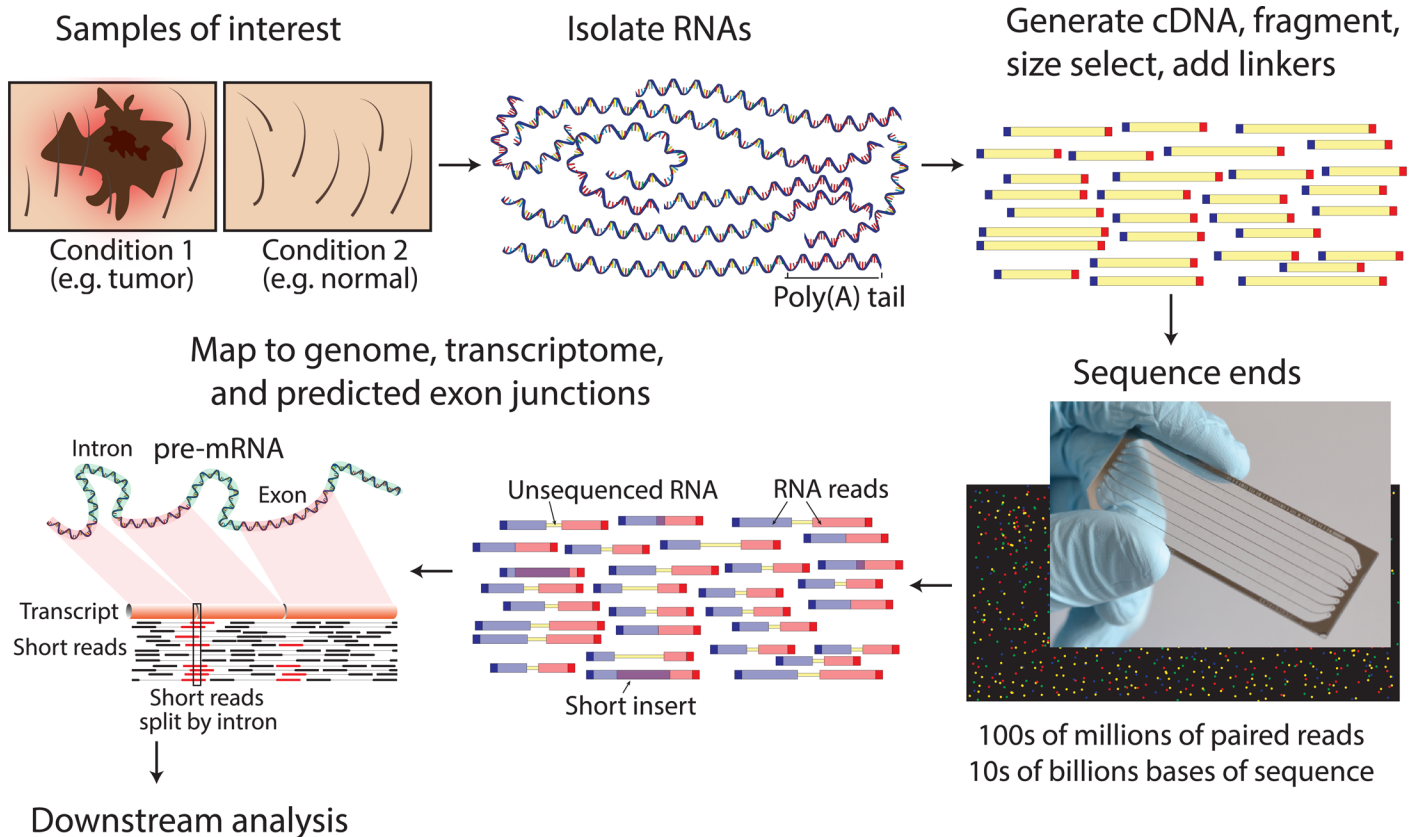 Samples of interest
Condition 1
(e.g. tumor)
Condition 2
(e.g. normal)
Isolate RNAs
Poly(A) tail
Generate cDNA, fragment,
size select, add linkers
Sequence ends
100s of millions of paired reads
10s of billions bases of sequence
Unsequenced RNA
RNA reads
Short insert
Map to genome, transcriptome,
and predicted exon junctions
Intron
pre-mRNA
Exon
Transcript
Short reads
Short reads
split by intron
Downstream analysis